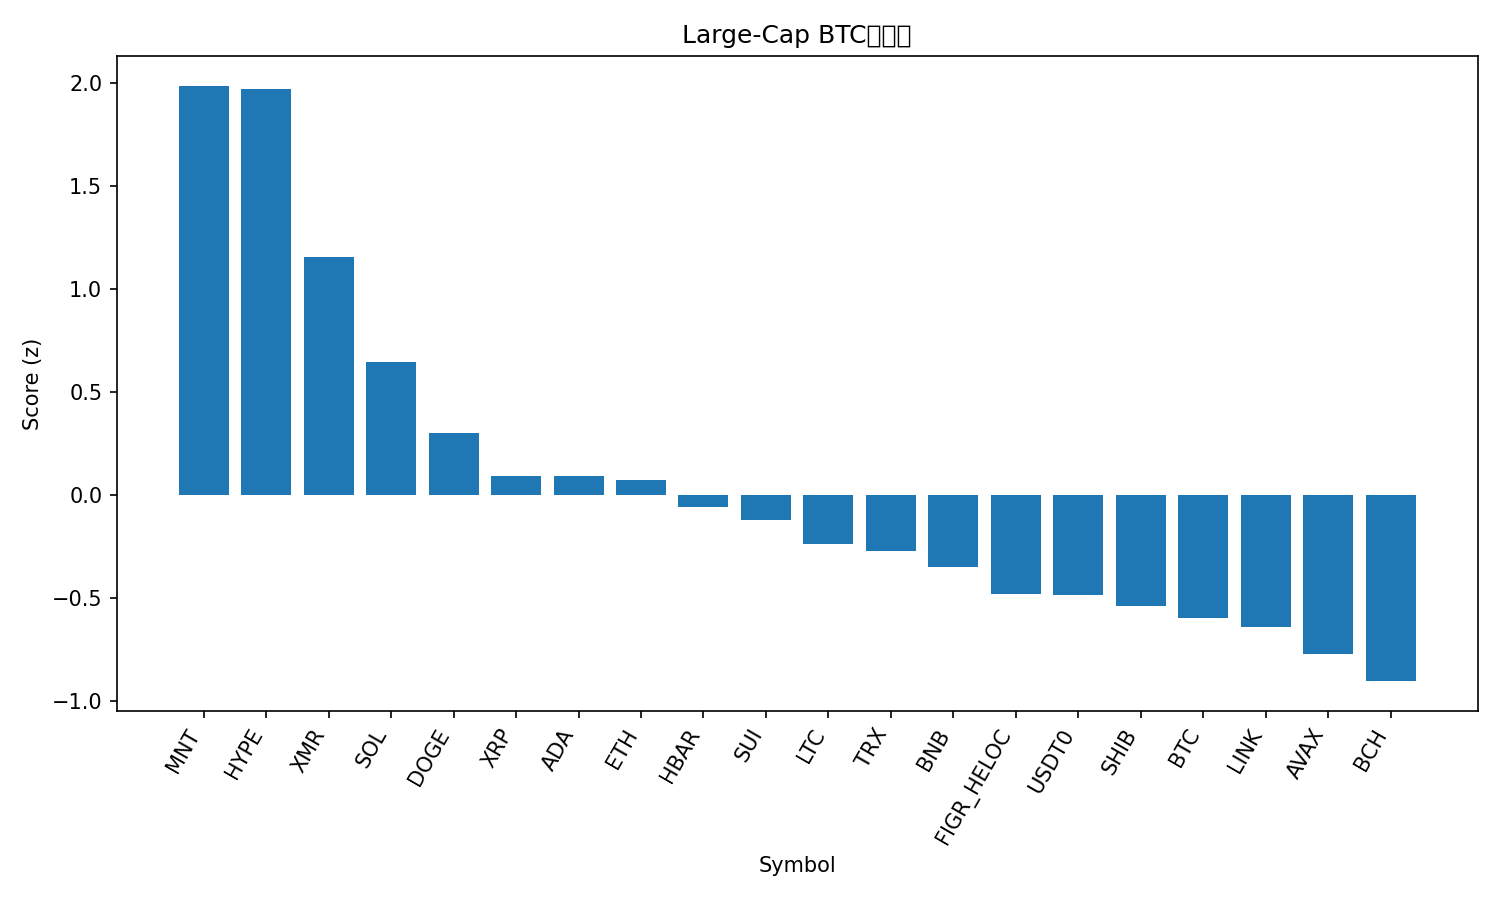 Large-Cap BTC
Score (z)
2.0
1.5
1.0
0.5
0.0
−0.5
−1.0
MNT
HYPE
XMR
SOL
DOGE
XRP
ADA
ETH
HBAR
SUI
LTC
TRX
BNB
FIGR_HELOC
USDT0
SHIB
BTC
LINK
AVAX
BCH
Symbol